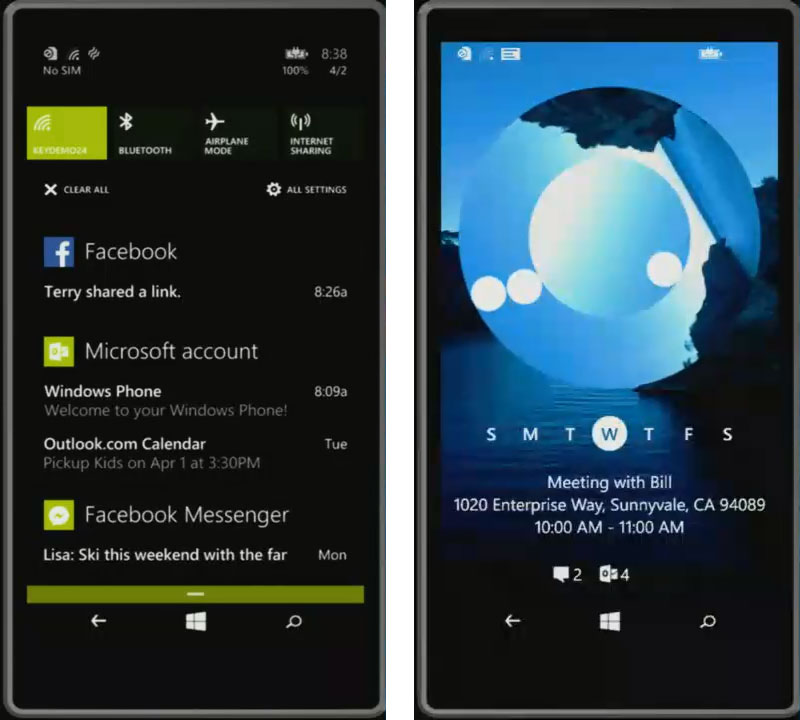 8:38
No SIM
100%
4/2
KEYDEMO24
BLUETOOTH
AIRPLANE
MODE
INTERNET
SHARING
CLEAR ALL
ALL SETTINGS
Facebook
Terry shared a link.
8:26a
Microsoft account
Windows Phone
8:09a
Welcome to your Windows Phone!
Outlook.com Calendar
Tue
Pickup Kids on Apr 1 at 3:30PM
Facebook Messenger
Lisa: Ski this weekend with the far
Mon
S M T W T F S
Meeting with Bill
1020 Enterprise Way, Sunnyvale, CA 94089
10:00 AM - 11:00 AM
2
4